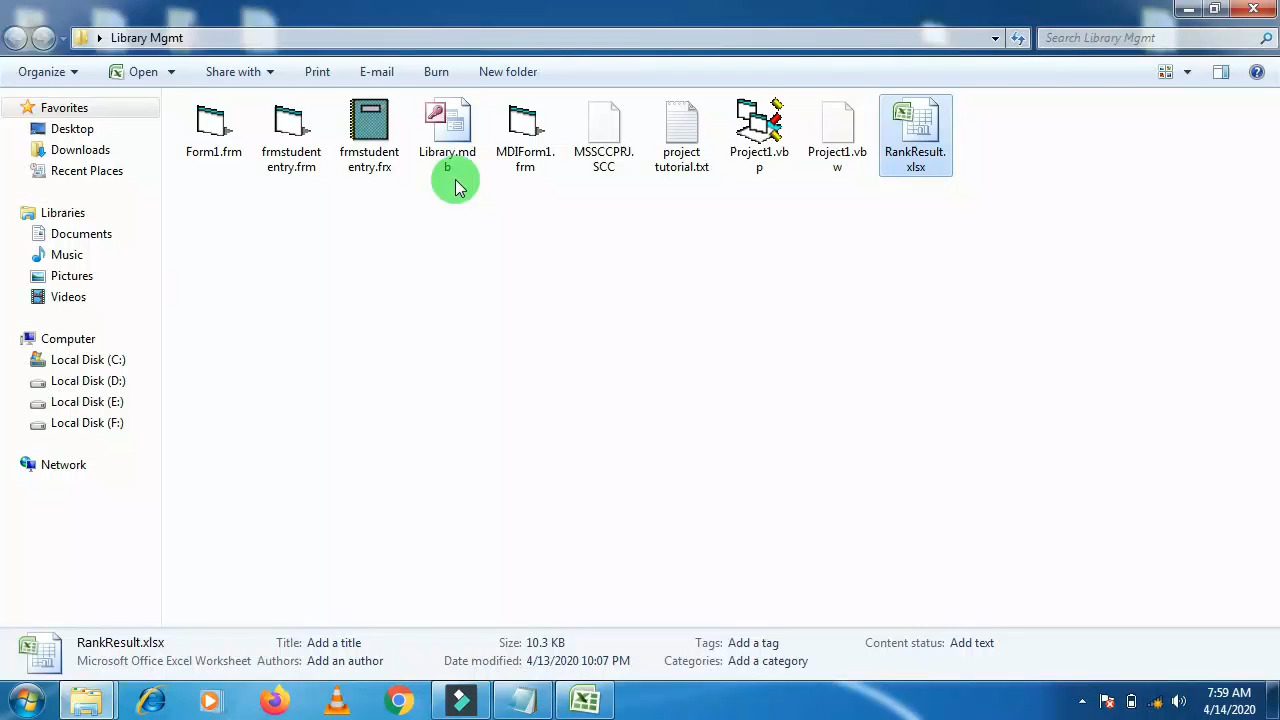 Library Mgmt
Search Library Mgmt
Organize
Open
Share with
Print
E-mail
Burn
New folder
Favorites
Desktop
Downloads
Recent Places
Libraries
Documents
Music
Pictures
Videos
Computer
Local Disk (C:)
Local Disk (D:)
Local Disk (E:)
Local Disk (F:)
Network
Form1.frm
frmstudent
entry.frm
frmstudent
entry.frx
Library.md
b
MDIForm1.
frm
MSSCCPRJ.
SCC
project
tutorial.txt
Project1.vb
p
Project1.vb
w
RankResult.
xlsx
RankResult.xlsx
Microsoft Office Excel Worksheet
Title: Add a title
Authors: Add an author
Size: 10.3 KB
Date modified: 4/13/2020 10:07 PM
Tags: Add a tag
Categories: Add a category
Content status: Add text
7:59 AM
4/14/2020